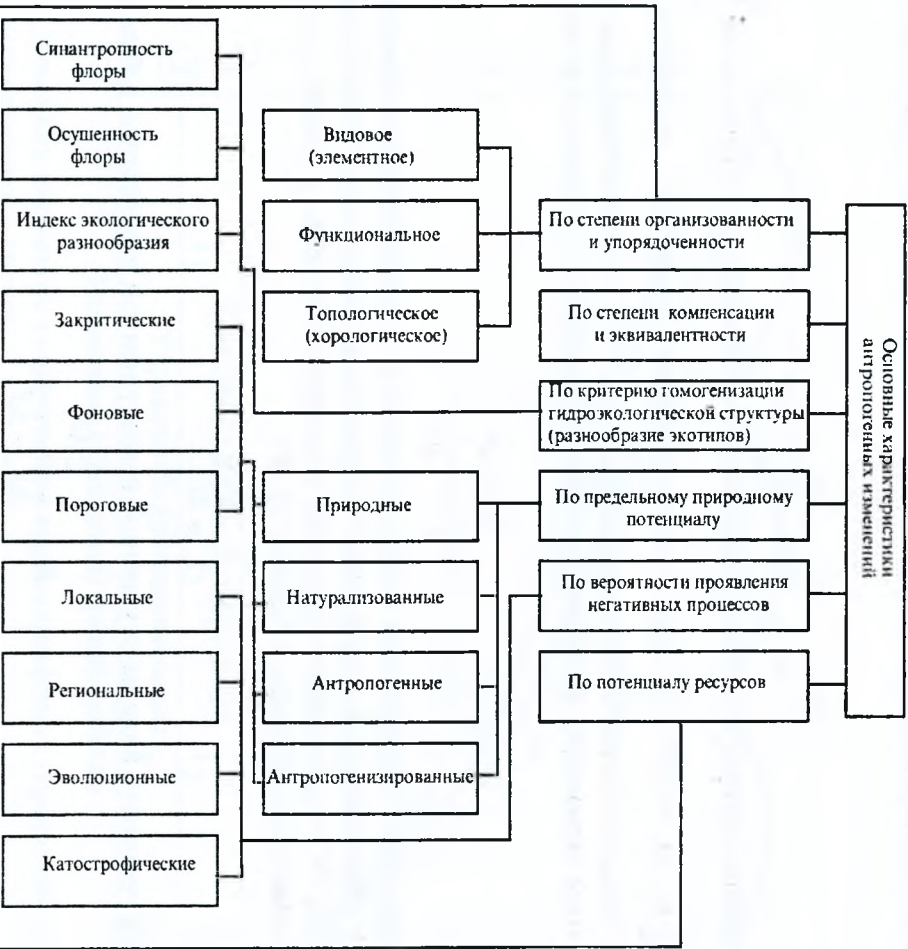 Синантропность
флоры
Осушенность
флоры
Индекс экологического
разнообразия
Закритические
Фоновые
Пороговые
Локальные
Региональные
Эволюционные
Катострофические
Видовое
(элементное)
Функциональное
Топологическое
(хорологическое)
Природные
Натурализованные
Антропогенные
Антропогенизированные
По степени организованности
и упорядоченности
По степени компенсации
и эквивалентности
По критерию гомогенизации
гидроэкологической структуры
(разнообразие экотипов)
По предельному природному
потенциалу
По вероятности проявления
негативных процессов
По потенциалу ресурсов
Основные характеристики
антропогенных изменений